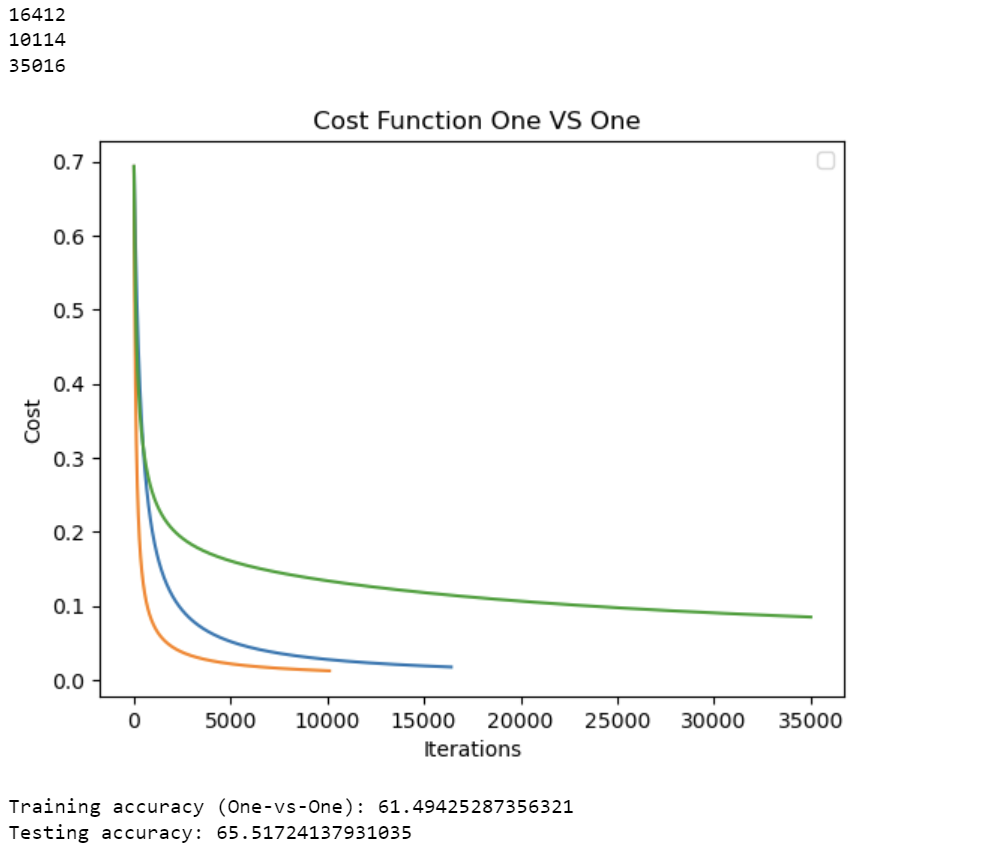 16412
10114
35016
Cost Function One VS One
0.7
0.6
0.5
0.4
0.3
0.2
0.1
0.0
Cost
0 5000 10000 15000 20000 25000 30000 35000
Iterations
Training accuracy (One-vs-One): 61.49425287356321
Testing accuracy: 65.51724137931035